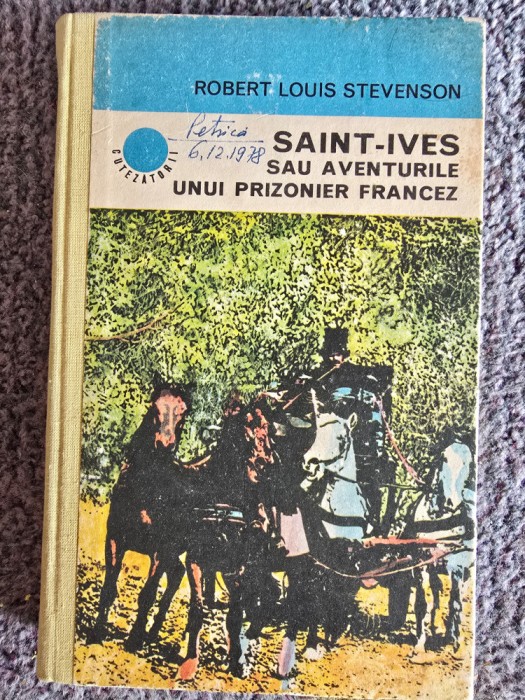 ROBERT LOUIS STEVENSON
Petrică
6.12.1978
CUTEZĂTORII
SAINT-IVES
SAU AVENTURILE
UNUI PRIZONIER FRANCEZ